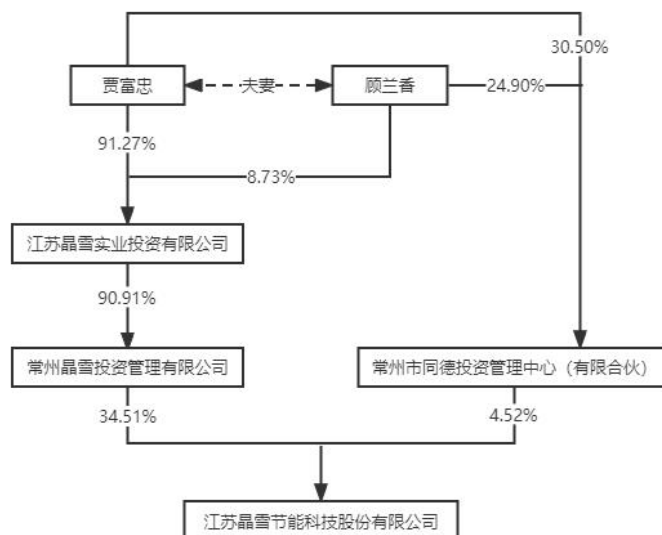 30.50%
贾富忠
夫妻
顾兰香
24.90%
91.27%
8.73%
江苏晶雪实业投资有限公司
90.91%
常州晶雪投资管理有限公司
常州市同德投资管理中心（有限合伙）
34.51%
4.52%
江苏晶雪节能科技股份有限公司